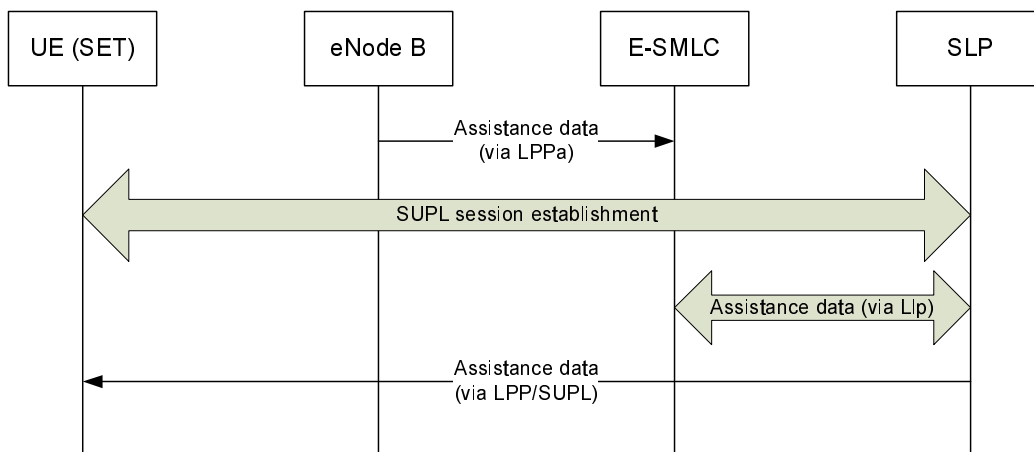 UE (SET)
eNode B
E-SMLC
SLP
Assistance data
(via LPPa)
SUPL session establishment
Assistance data (via Llp)
Assistance data
(via LPP/SUPL)